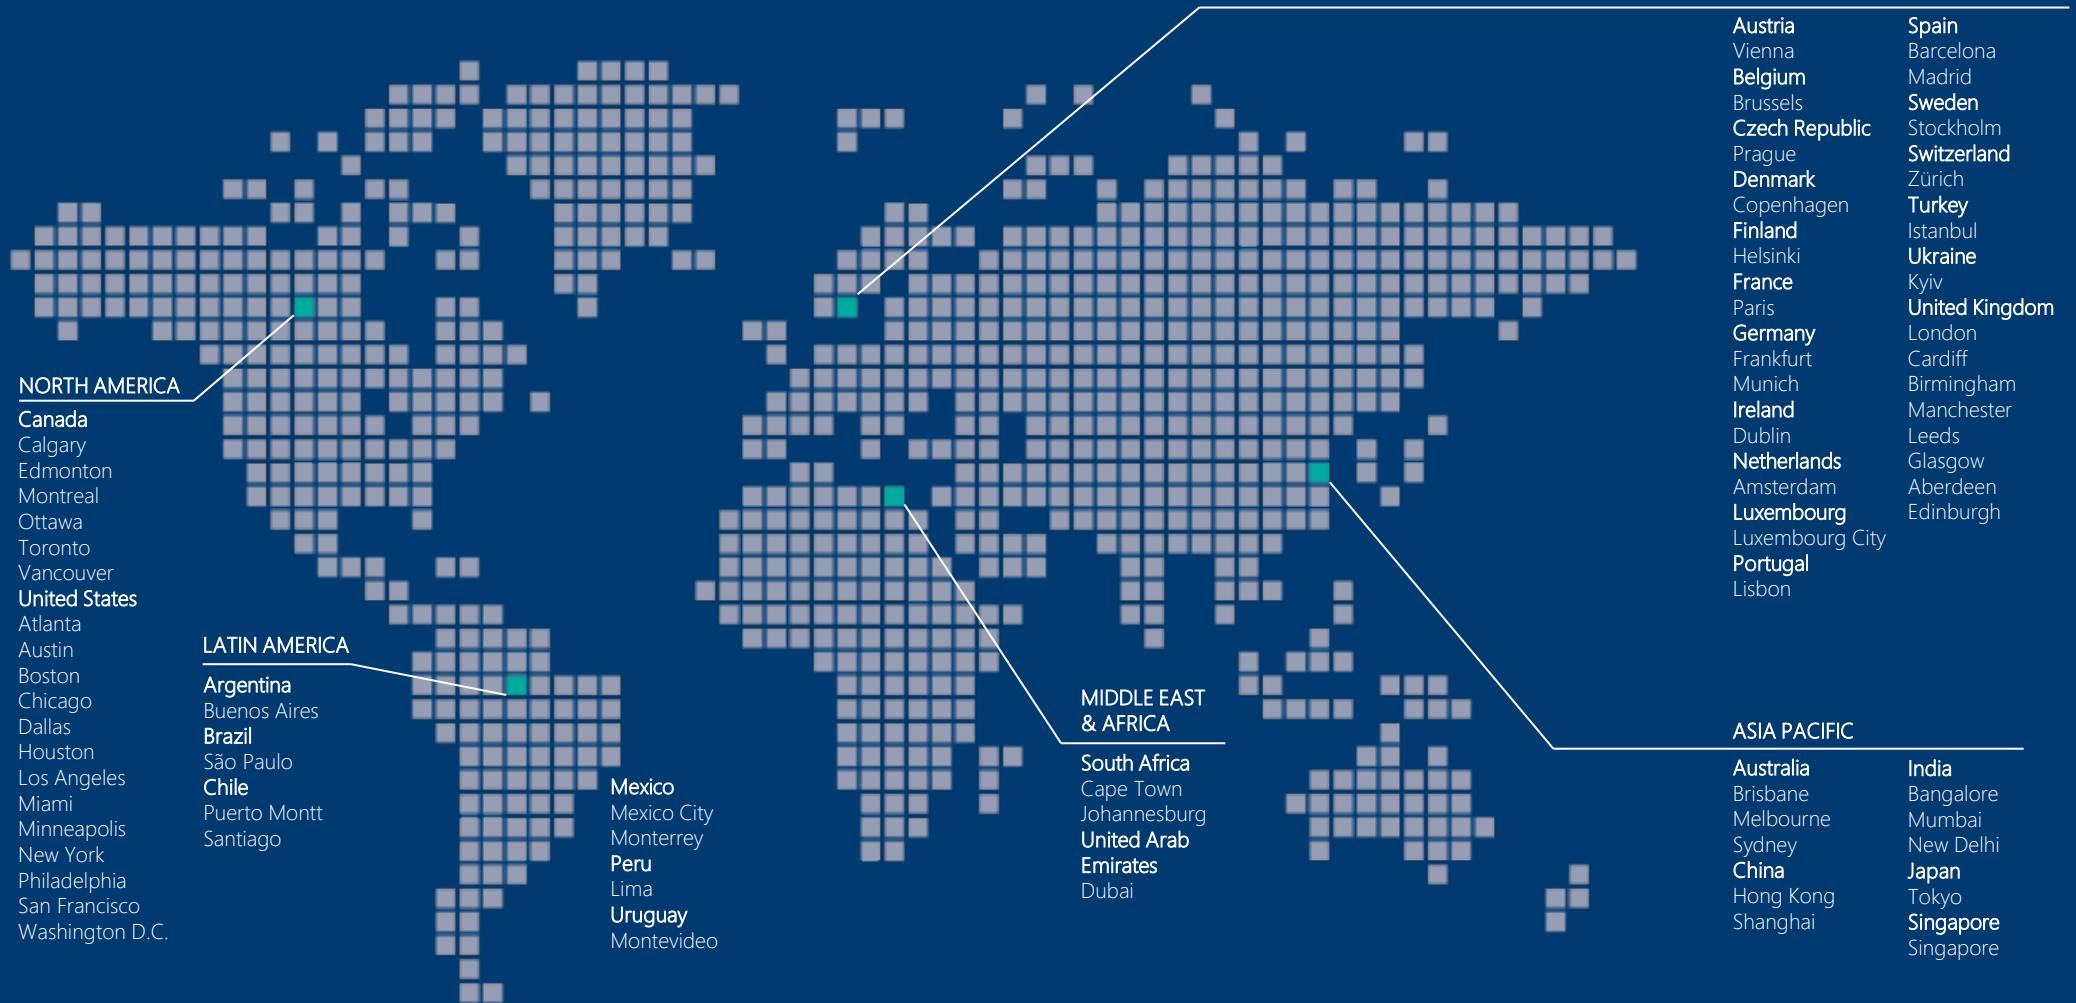 Austria
Vienna
Belgium
Brussels
Czech Republic
Prague
Denmark
Copenhagen
Finland
Helsinki
France
Paris
Germany
Frankfurt
Munich
Ireland
Dublin
Netherlands
Amsterdam
Luxembourg
Luxembourg City
Portugal
Lisbon
Spain
Barcelona
Madrid
Sweden
Stockholm
Switzerland
Zürich
Turkey
Istanbul
Ukraine
Kyiv
United Kingdom
London
Cardiff
Birmingham
Manchester
Leeds
Glasgow
Aberdeen
Edinburgh
NORTH AMERICA
Canada
Calgary
Edmonton
Montreal
Ottawa
Toronto
Vancouver
United States
Atlanta
Austin
Boston
Chicago
Dallas
Houston
Los Angeles
Miami
Minneapolis
New York
Philadelphia
San Francisco
Washington D.C.
LATIN AMERICA
Argentina
Buenos Aires
Brazil
São Paulo
Chile
Puerto Montt
Santiago
Mexico
Mexico City
Monterrey
Peru
Lima
Uruguay
Montevideo
MIDDLE EAST
& AFRICA
South Africa
Cape Town
Johannesburg
United Arab
Emirates
Dubai
ASIA PACIFIC
Australia
Brisbane
Melbourne
Sydney
China
Hong Kong
Shanghai
India
Bangalore
Mumbai
New Delhi
Japan
Tokyo
Singapore
Singapore